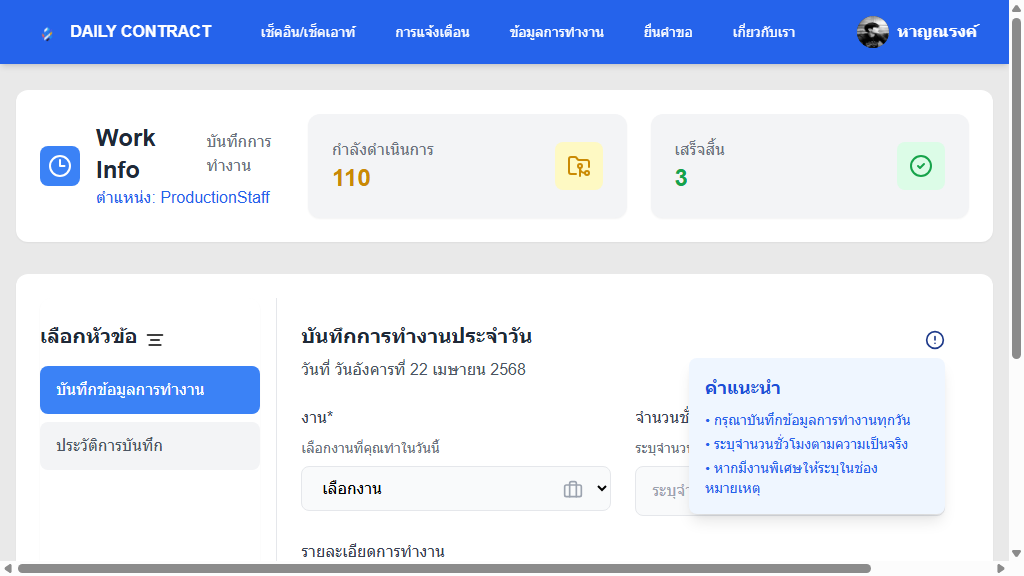 DAILY CONTRACT
เช็คอิน/เช็คเอาท์
การแจ้งเตือน
ข้อมูลการทำงาน
ยื่นคำขอ
เกี่ยวกับเรา
หาญณรงค์
Work
Info
บันทึกการ
ทำงาน
ตำแหน่ง: ProductionStaff
กำลังดำเนินการ
110
เสร็จสิ้น
3
เลือกหัวข้อ
บันทึกข้อมูลการทำงาน
ประวัติการบันทึก
บันทึกการทำงานประจำวัน
วันที่ วันอังคารที่ 22 เมษายน 2568
งาน*
เลือกงานที่คุณทำในวันนี้
เลือกงาน
จำนวนชั่
ระบุจำนวน
ระบุจำ
คำแนะนำ
• กรุณาบันทึกข้อมูลการทำงานทุกวัน
• ระบุจำนวนชั่วโมงตามความเป็นจริง
• หากมีงานพิเศษให้ระบุในช่อง
หมายเหตุ
รายละเอียดการทำงาน